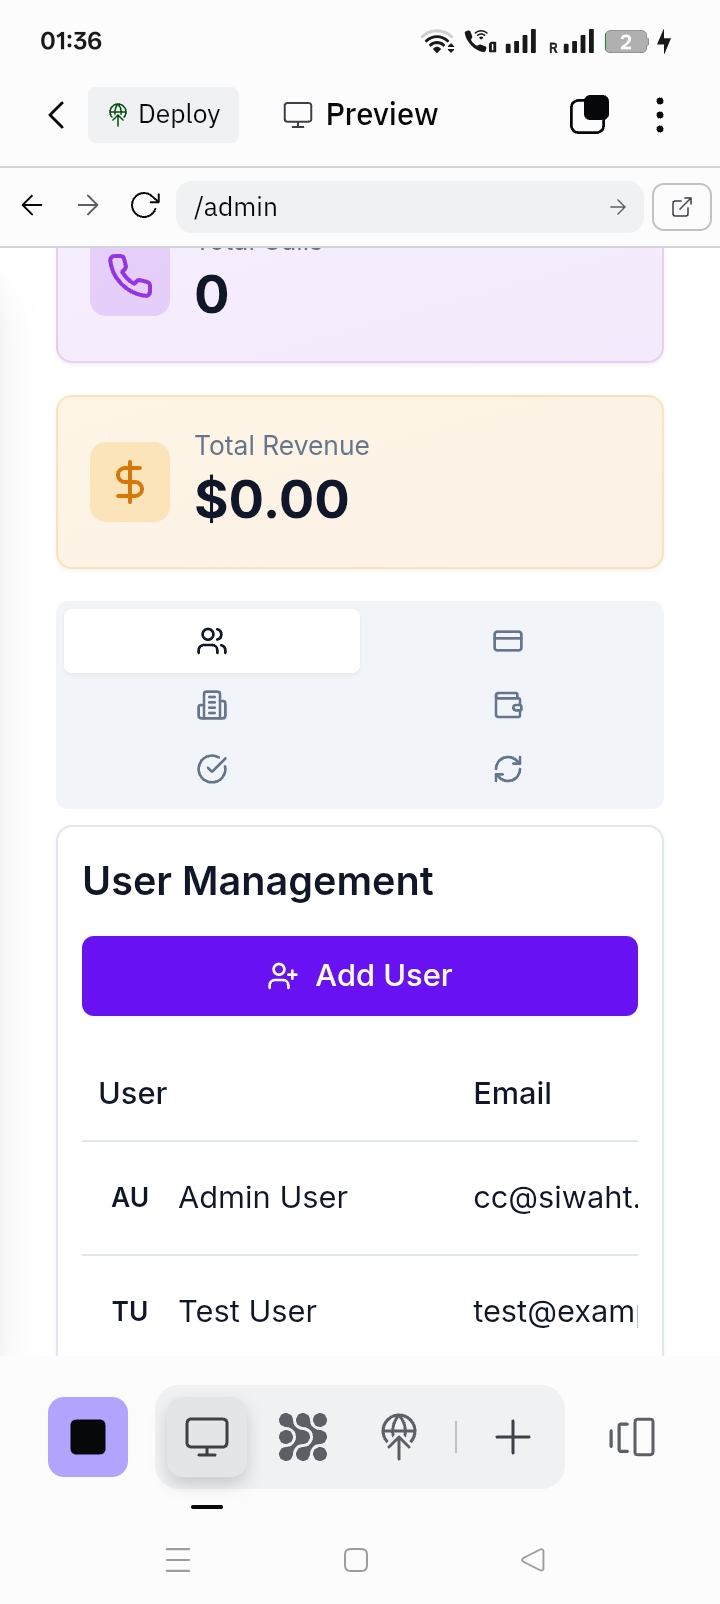 01:36
R
2
Deploy
Preview
/admin
0
Total Revenue
$0.00
User Management
Add User
User Email
AU Admin User cc@siwaht.
TU Test User test@exam